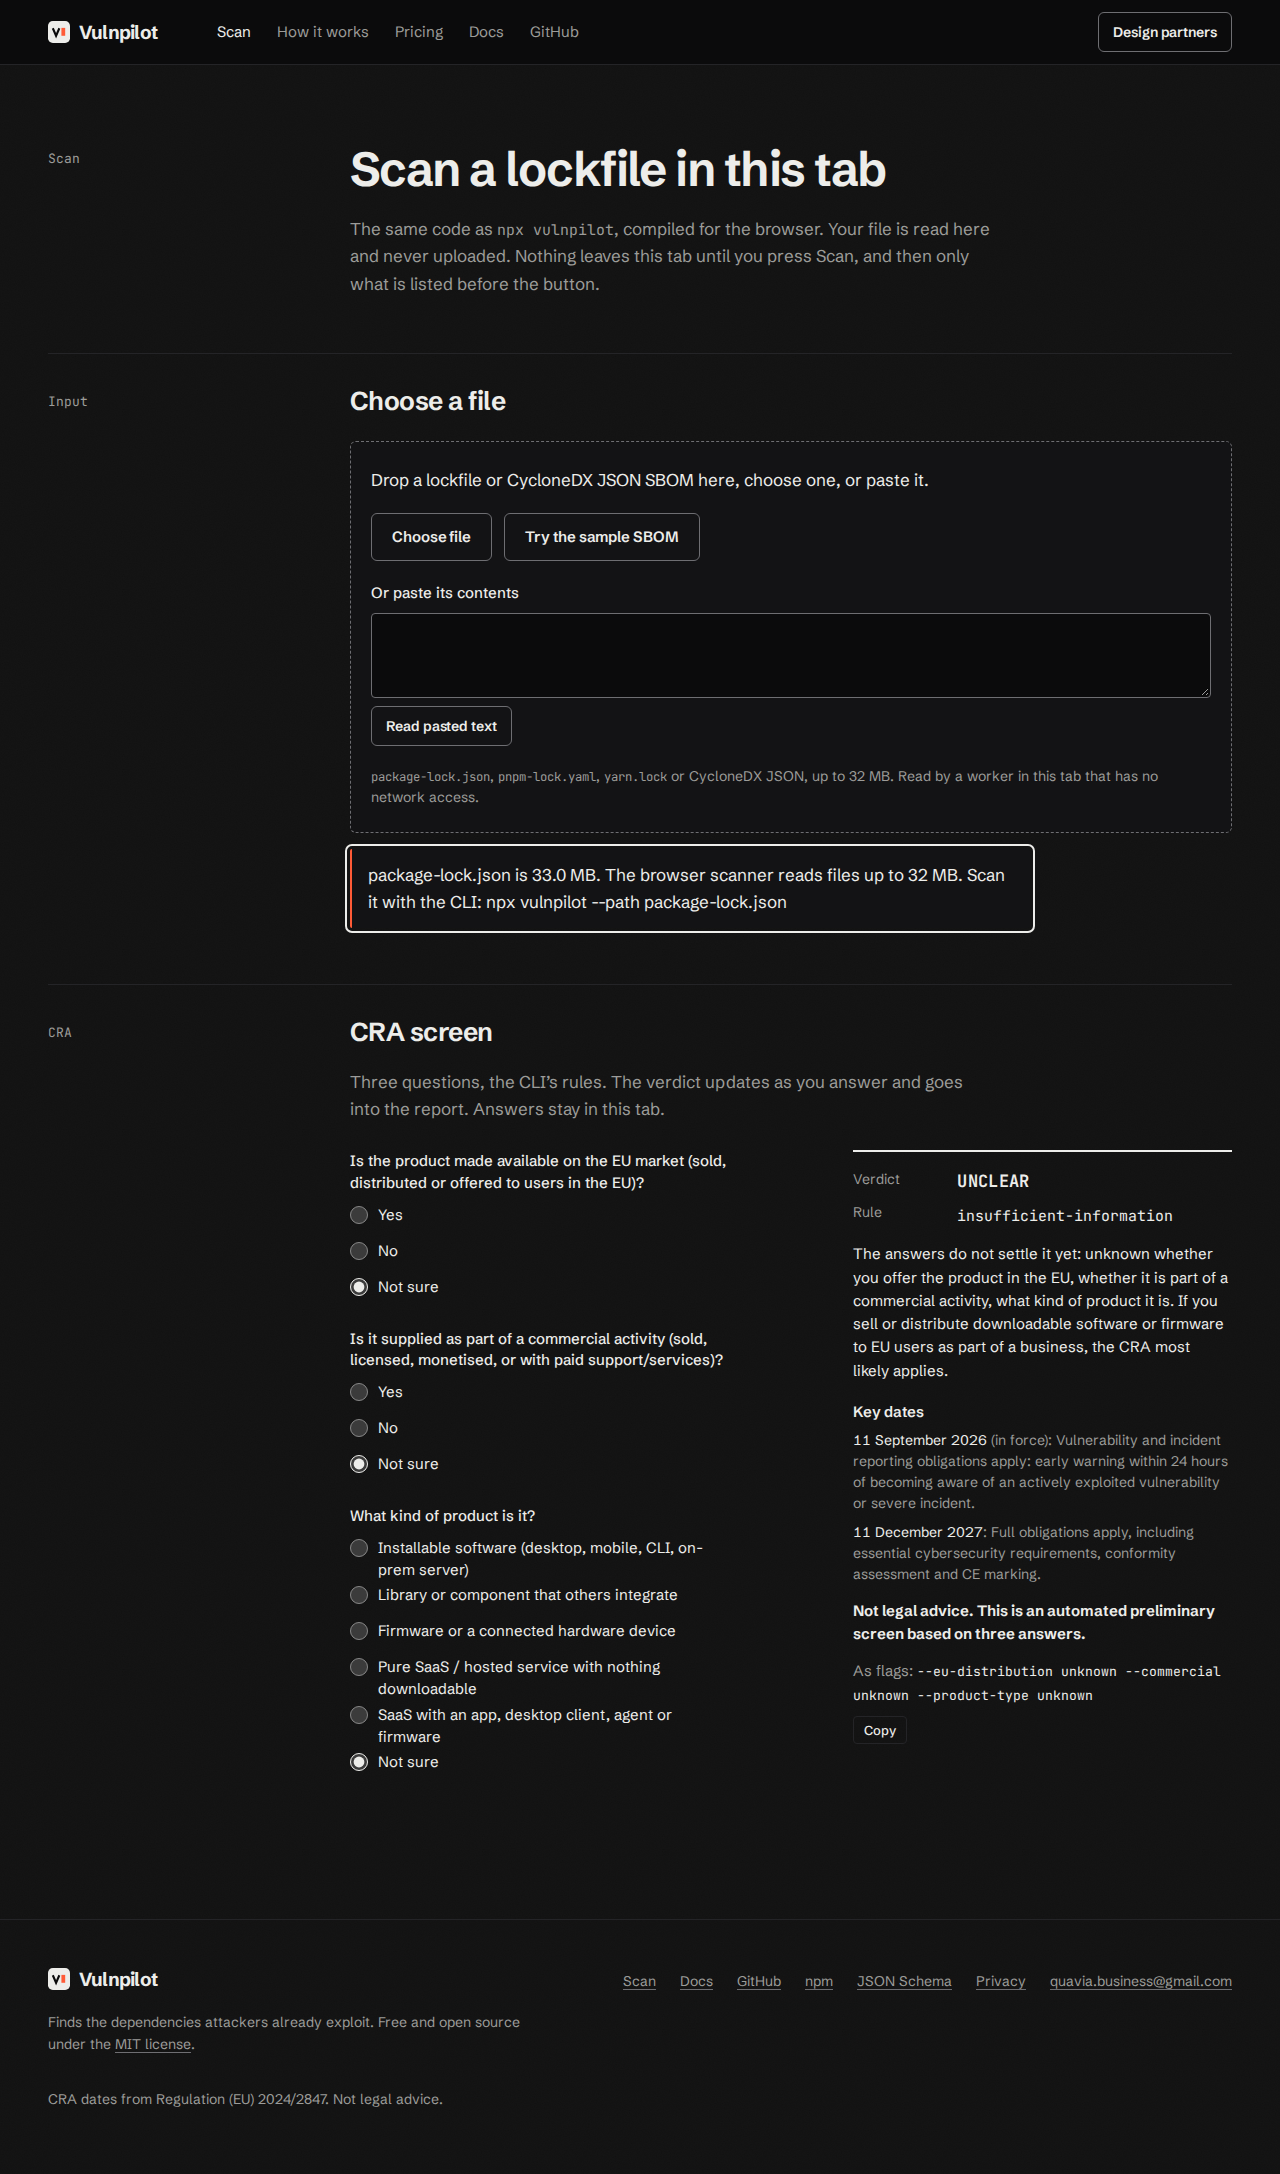 Vulnpilot
Scan
How it works
Pricing
Docs
GitHub
Design partners
Scan
Scan a lockfile in this tab
The same code as npx vulnpilot, compiled for the browser. Your file is read here
and never uploaded. Nothing leaves this tab until you press Scan, and then only
what is listed before the button.
Input
Choose a file
Drop a lockfile or CycloneDX JSON SBOM here, choose one, or paste it.
Choose file
Try the sample SBOM
Or paste its contents
Read pasted text
package-lock.json, pnpm-lock.yaml, yarn.lock or CycloneDX JSON, up to 32 MB. Read by a worker in this tab that has no
network access.
package-lock.json is 33.0 MB. The browser scanner reads files up to 32 MB. Scan
it with the CLI: npx vulnpilot --path package-lock.json
CRA
CRA screen
Three questions, the CLI’s rules. The verdict updates as you answer and goes
into the report. Answers stay in this tab.
Is the product made available on the EU market (sold,
distributed or offered to users in the EU)?
Yes
No
Not sure
Is it supplied as part of a commercial activity (sold,
licensed, monetised, or with paid support/services)?
Yes
No
Not sure
What kind of product is it?
Installable software (desktop, mobile, CLI, on-
prem server)
Library or component that others integrate
Firmware or a connected hardware device
Pure SaaS / hosted service with nothing
downloadable
SaaS with an app, desktop client, agent or
firmware
Not sure
Verdict UNCLEAR
Rule insufficient-information
The answers do not settle it yet: unknown whether
you offer the product in the EU, whether it is part of a
commercial activity, what kind of product it is. If you
sell or distribute downloadable software or firmware
to EU users as part of a business, the CRA most
likely applies.
Key dates
11 September 2026 (in force): Vulnerability and incident
reporting obligations apply: early warning within 24 hours
of becoming aware of an actively exploited vulnerability
or severe incident.
11 December 2027: Full obligations apply, including
essential cybersecurity requirements, conformity
assessment and CE marking.
Not legal advice. This is an automated preliminary
screen based on three answers.
As flags: --eu-distribution unknown --commercial
unknown --product-type unknown
Copy
Vulnpilot
Finds the dependencies attackers already exploit. Free and open source
under the MIT license.
CRA dates from Regulation (EU) 2024/2847. Not legal advice.
Scan
Docs
GitHub
npm
JSON Schema
Privacy
quavia.business@gmail.com